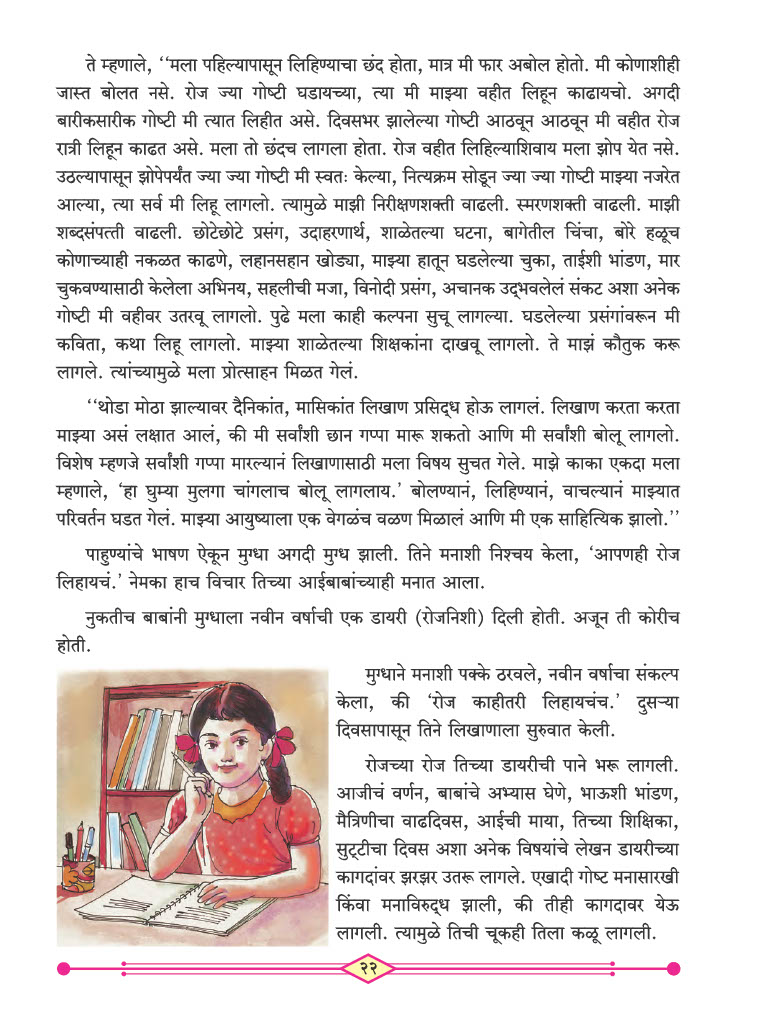 ते म्हणाले, ‘‘मला पहिल्यापासून लिहिण्याचा छंद होता, मात्र मी फार अबोल होतो. मी कोणाशीही
जास्त बोलत नसे. रोज ज्या गोष्टी घडायच्या, त्या मी माझ्या वहीत लिहून काढायचो. अगदी
बारीकसारीक गोष्टी मी त्यात लिहीत असे. दिवसभर झालेल्या गोष्टी आठवून आठवून मी वहीत रोज
रात्री लिहून काढत असे. मला तो छंदच लागला होता. रोज वहीत लिहिल्याशिवाय मला झोप येत नसे.
उठल्यापासून झोपेपर्यंत ज्या ज्या गोष्टी मी स्वतः केल्या, नित्यक्रम सोडून ज्या ज्या गोष्टी माझ्या नजरेत
आल्या, त्या सर्व मी लिहू लागलो. त्यामुळे माझी निरीक्षणशक्ती वाढली. स्मरणशक्ती वाढली. माझी
शब्दसंपत्ती वाढली. छोटेछोटे प्रसंग, उदाहरणार्थ, शाळेतल्या घटना, बागेतील चिंचा, बोरे हळूच
कोणाच्याही नकळत काढणे, लहानसहान खोड्या, माझ्या हातून घडलेल्या चुका, ताईशी भांडण, मार
चुकवण्यासाठी केलेला अभिनय, सहलीची मजा, विनोदी प्रसंग, अचानक उद्‌भवलेलं संकट अशा अनेक
गोष्टी मी वहीवर उतरवू लागलो. पुढे मला काही कल्पना सुचू लागल्या. घडलेल्या प्रसंगांवरून मी
कविता, कथा लिहू लागलो. माझ्या शाळेतल्या शिक्षकांना दाखवू लागलो. ते माझं कौतुक करू
लागले. त्यांच्यामुळे मला प्रोत्साहन मिळत गेलं.
‘‘थोडा मोठा झाल्यावर दैनिकांत, मासिकांत लिखाण प्रसिद्‌ध होऊ लागलं. लिखाण करता करता
माझ्या असं लक्षात आलं, की मी सर्वांशी छान गप्पा मारू शकतो आणि मी सर्वांशी बोलू लागलो.
विशेष म्हणजे सर्वांशी गप्पा मारल्यानं लिखाणासाठी मला विषय सुचत गेले. माझे काका एकदा मला
म्हणाले, ‘हा घुम्या मुलगा चांगलाच बोलू लागलाय.’ बोलण्यानं, लिहिण्यानं, वाचल्यानं माझ्यात
परिवर्तन घडत गेलं. माझ्या आयुष्याला एक वेगळंच वळण मिळालं आणि मी एक साहित्यिक झालो.’’
पाहुण्यांचे भाषण ऐकून मुग्धा अगदी मुग्ध झाली. तिने मनाशी निश्चय केला, ‘आपणही रोज
लिहायचं.’ नेमका हाच विचार तिच्या आईबाबांच्याही मनात आला.
नुकतीच बाबांनी मुग्धाला नवीन वर्षाची एक डायरी (रोजनिशी) दिली होती. अजून ती कोरीच
होती.
मुग्धाने मनाशी पक्के ठरवले, नवीन वर्षाचा संकल्प
केला, की ‘रोज काहीतरी लिहायचंच.’ दुसऱ्या
दिवसापासून तिने लिखाणाला सुरुवात केली.
रोजच्या रोज तिच्या डायरीची पाने भरू लागली.
आजीचं वर्णन, बाबांचे अभ्यास घेणे, भाऊशी भांडण,
मैत्रिणीचा वाढदिवस, आईची माया, तिच्या शिक्षिका,
सुट्‌टीचा दिवस अशा अनेक विषयांचे लेखन डायरीच्या
कागदांवर झरझर उतरू लागले. एखादी गोष्ट मनासारखी
किंवा मनाविरुद्‌ध झाली, की तीही कागदावर येऊ
लागली. त्यामुळे तिची चूकही तिला कळू लागली.
२२